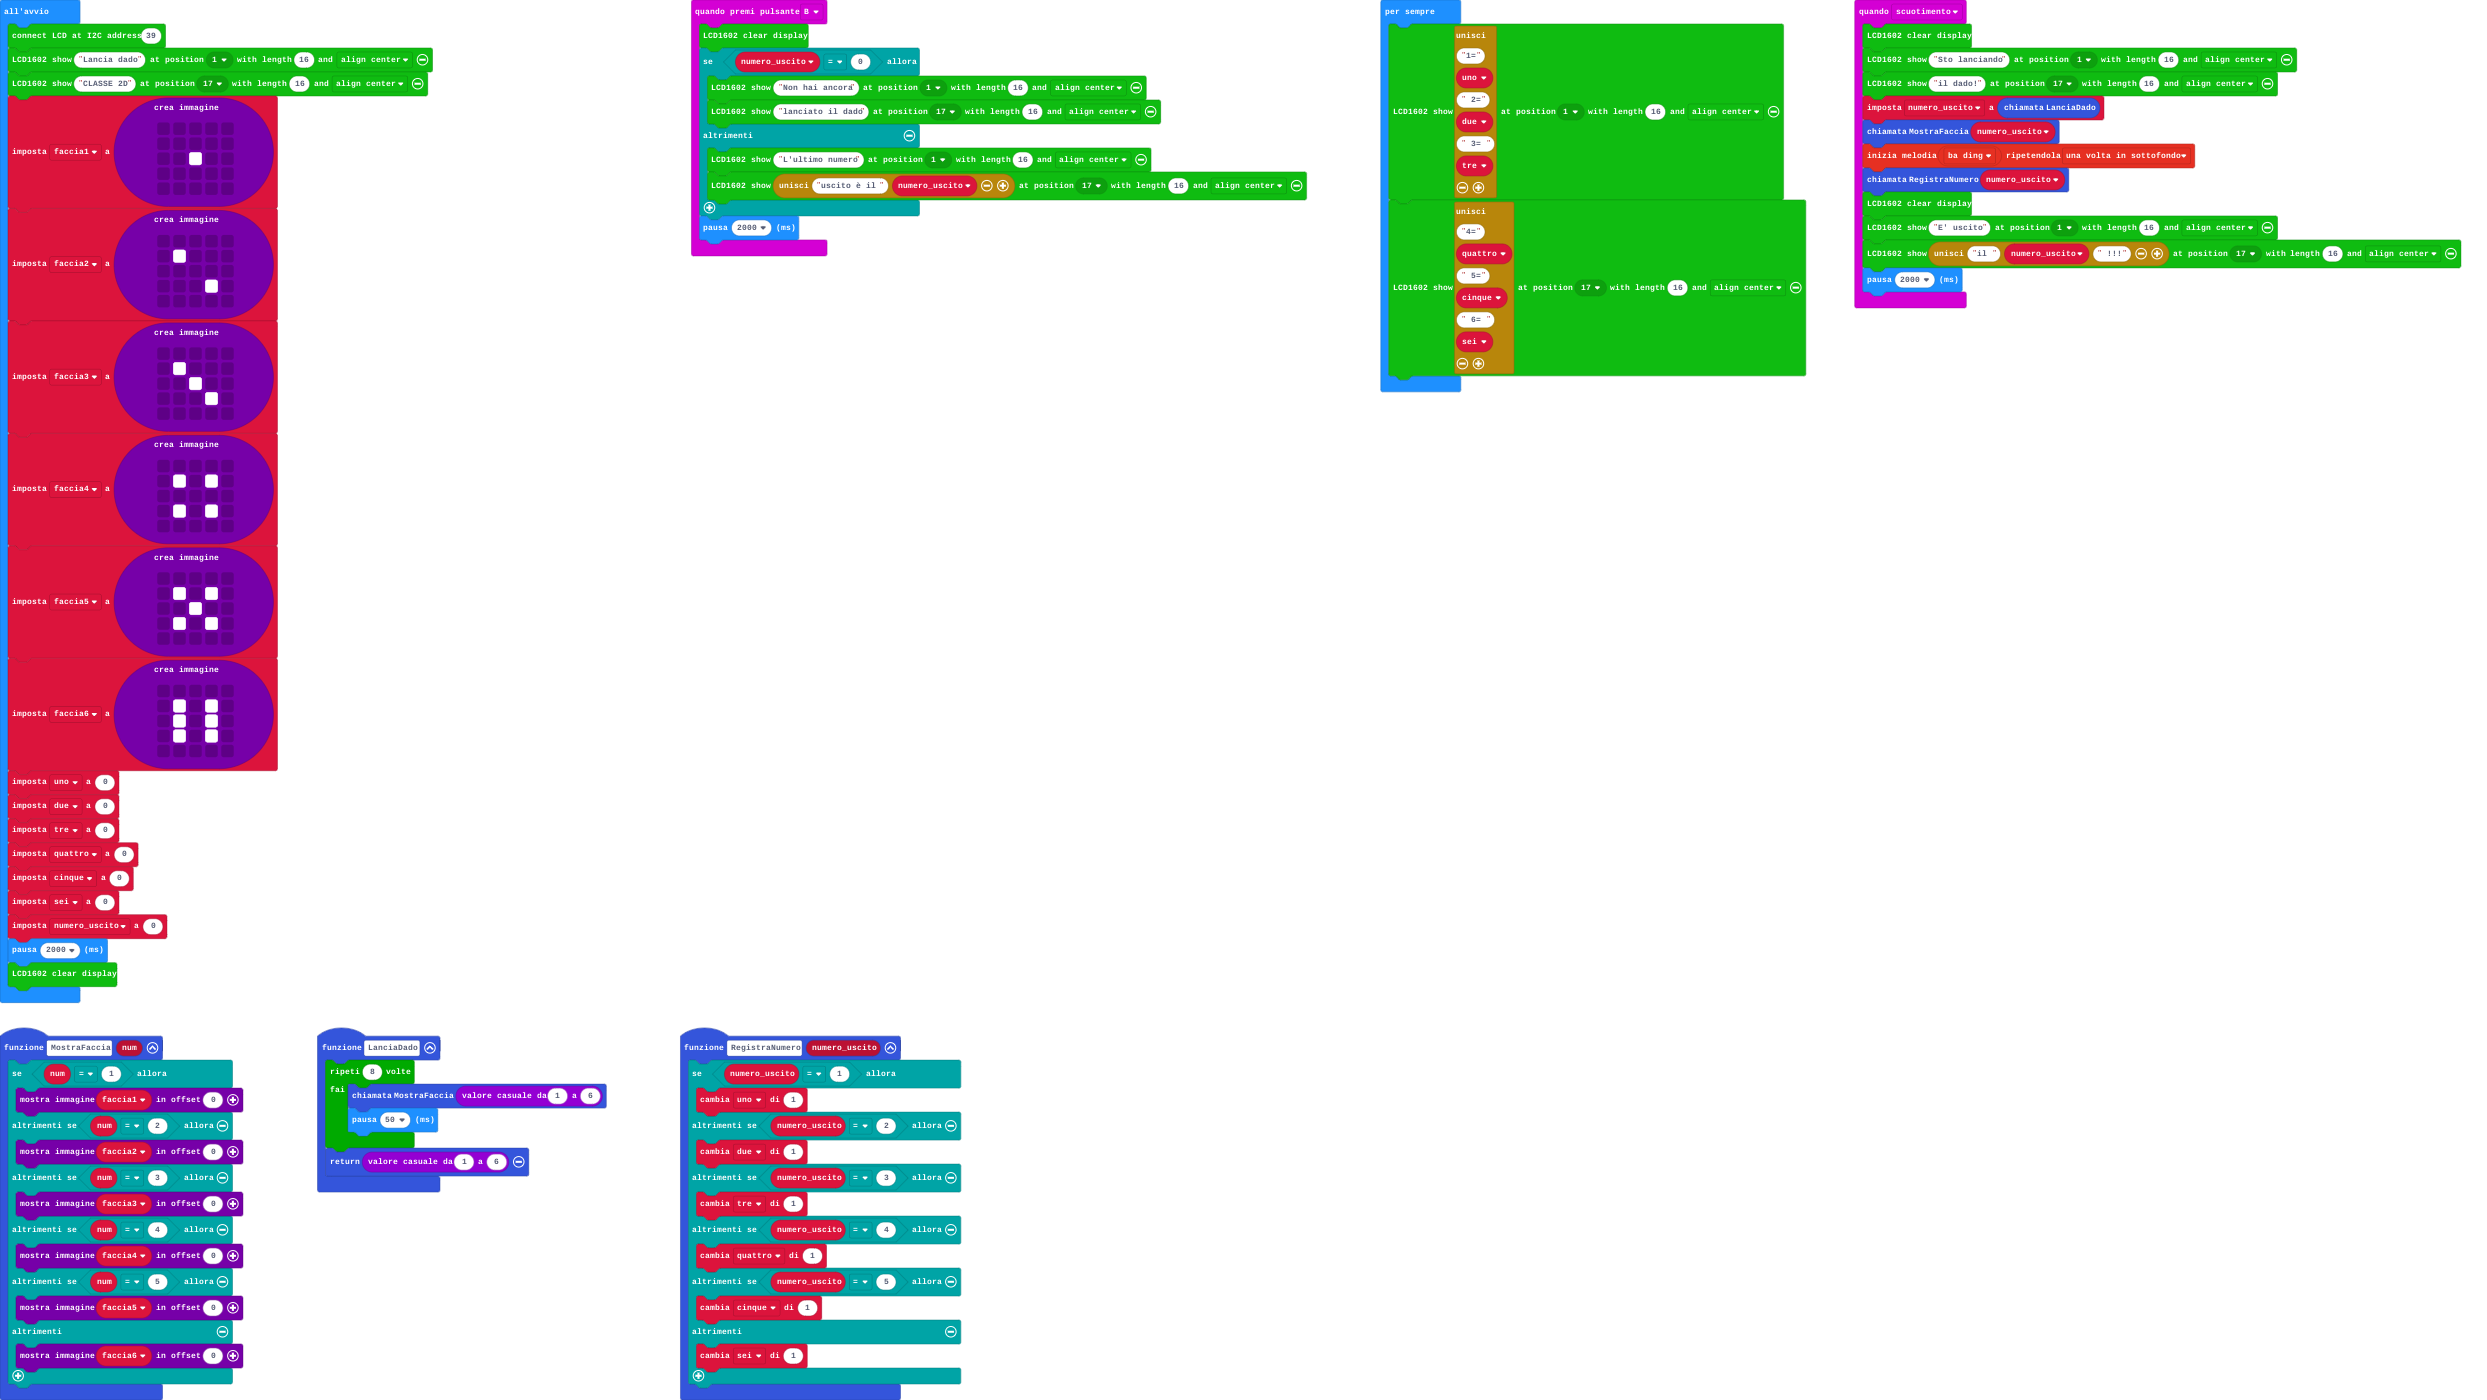 all'avvio
connect LCD at I2C address 39
LCD1602 show "Lancia dado" at position 1 with length 16 and align center
LCD1602 show "CLASSE 2D" at position 17 with length 16 and align center
crea immagine
imposta faccia1 a
crea immagine
imposta faccia2 a
crea immagine
imposta faccia3 a
crea immagine
imposta faccia4 a
crea immagine
imposta faccia5 a
crea immagine
imposta faccia6 a
imposta uno a 0
imposta due a 0
imposta tre a 0
imposta quattro a 0
imposta cinque a 0
imposta sei a 0
imposta numero_uscito a 0
pausa 2000 (ms)
LCD1602 clear display
quando premi pulsante B
LCD1602 clear display
se numero_uscito = 0 allora
LCD1602 show "Non hai ancora" at position 1 with length 16 and align center
LCD1602 show "lanciato il dado" at position 17 with length 16 and align center
altrimenti
LCD1602 show "L'ultimo numero" at position 1 with length 16 and align center
LCD1602 show unisci "uscito è il " numero_uscito at position 17 with length 16 and align center
pausa 2000 (ms)
per sempre
unisci
"1="
uno
" 2="
due
LCD1602 show at position 1 with length 16 and align center
" 3= "
tre
unisci
"4="
quattro
" 5="
LCD1602 show at position 17 with length 16 and align center
cinque
" 6= "
sei
quando scuotimento
LCD1602 clear display
LCD1602 show "Sto lanciando" at position 1 with length 16 and align center
LCD1602 show "il dado!" at position 17 with length 16 and align center
imposta numero_uscito a chiamata LanciaDado
chiamata MostraFaccia numero_uscito
inizia melodia ba ding ripetendola una volta in sottofondo
chiamata RegistraNumero numero_uscito
LCD1602 clear display
LCD1602 show "E' uscito" at position 1 with length 16 and align center
LCD1602 show unisci "il " numero_uscito " !!!" at position 17 with length 16 and align center
pausa 2000 (ms)
funzione MostraFaccia num
se num = 1 allora
mostra immagine faccia1 in offset 0
altrimenti se num = 2 allora
mostra immagine faccia2 in offset 0
altrimenti se num = 3 allora
mostra immagine faccia3 in offset 0
altrimenti se num = 4 allora
mostra immagine faccia4 in offset 0
altrimenti se num = 5 allora
mostra immagine faccia5 in offset 0
altrimenti
mostra immagine faccia6 in offset 0
funzione LanciaDado
ripeti 8 volte
fai
chiamata MostraFaccia valore casuale da 1 a 6
pausa 50 (ms)
return valore casuale da 1 a 6
funzione RegistraNumero numero_uscito
se numero_uscito = 1 allora
cambia uno di 1
altrimenti se numero_uscito = 2 allora
cambia due di 1
altrimenti se numero_uscito = 3 allora
cambia tre di 1
altrimenti se numero_uscito = 4 allora
cambia quattro di 1
altrimenti se numero_uscito = 5 allora
cambia cinque di 1
altrimenti
cambia sei di 1